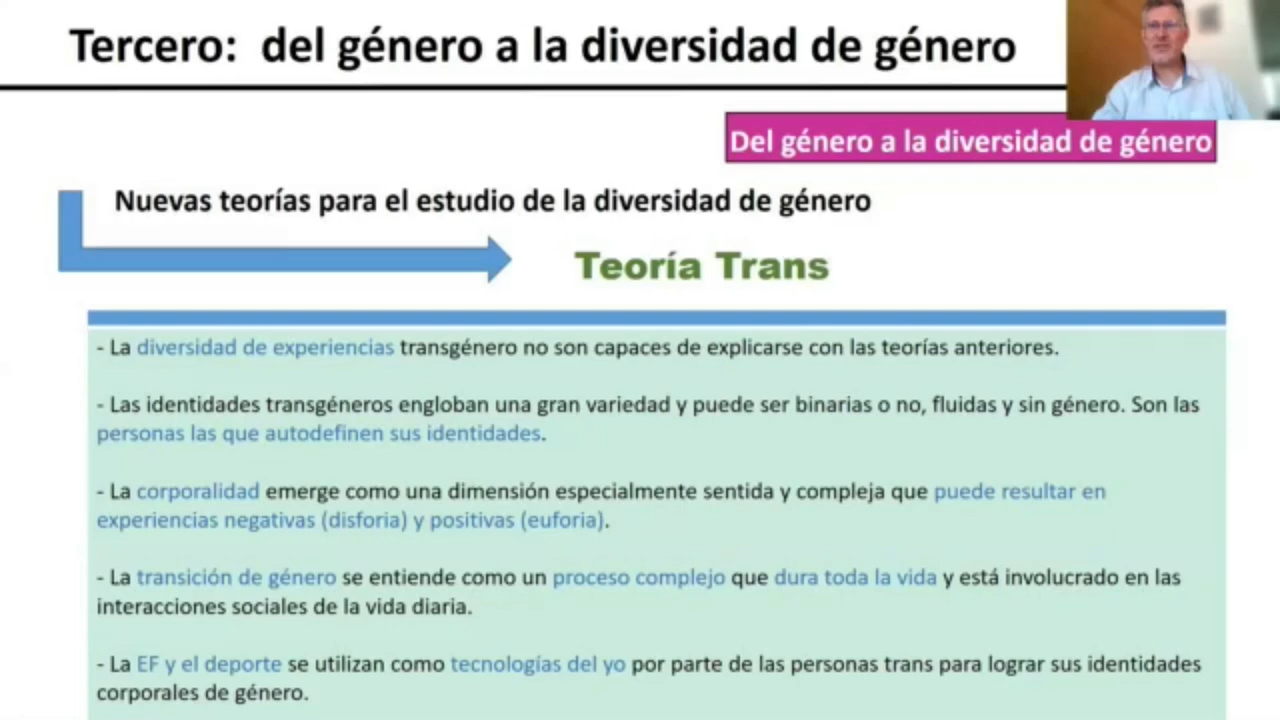 Tercero: del género a la diversidad de género
Del género a la diversidad de género
Nuevas teorías para el estudio de la diversidad de género
Teoría Trans
- La diversidad de experiencias transgénero no son capaces de explicarse con las teorías anteriores.
- Las identidades transgéneros engloban una gran variedad y puede ser binarias o no, fluidas y sin género. Son las
personas las que autodefinen sus identidades.
- La corporalidad emerge como una dimensión especialmente sentida y compleja que puede resultar en
experiencias negativas (disforia) y positivas (euforia).
- La transición de género se entiende como un proceso complejo que dura toda la vida y está involucrado en las
interacciones sociales de la vida diaria.
- La EF y el deporte se utilizan como tecnologías del yo por parte de las personas trans para lograr sus identidades
corporales de género.